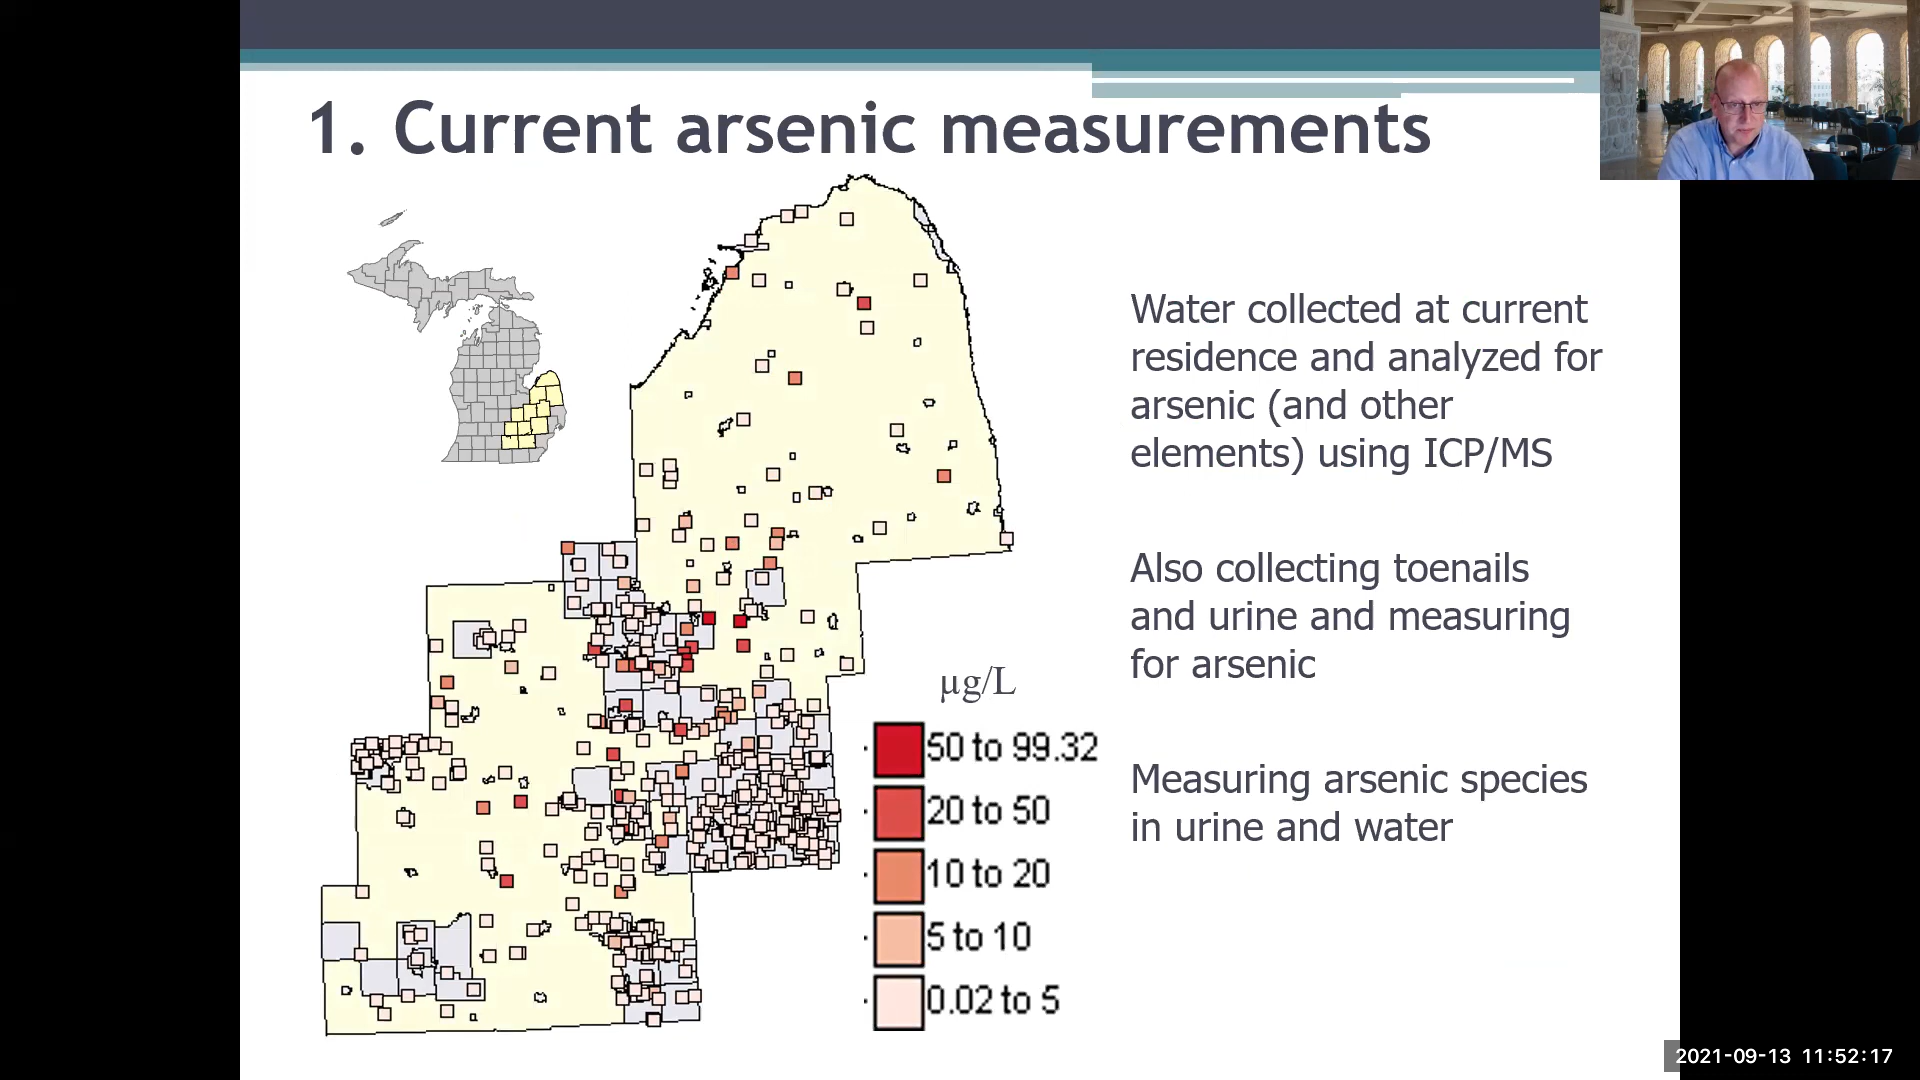 1. Current arsenic measurements
Water collected at current
residence and analyzed for
arsenic (and other
elements) using ICP/MS
Also collecting toenails
and urine and measuring
for arsenic
Measuring arsenic species
in urine and water
µg/L
50 to 99.32
20 to 50
10 to 20
5 to 10
0.02 to 5
2021-09-13 11:52:17